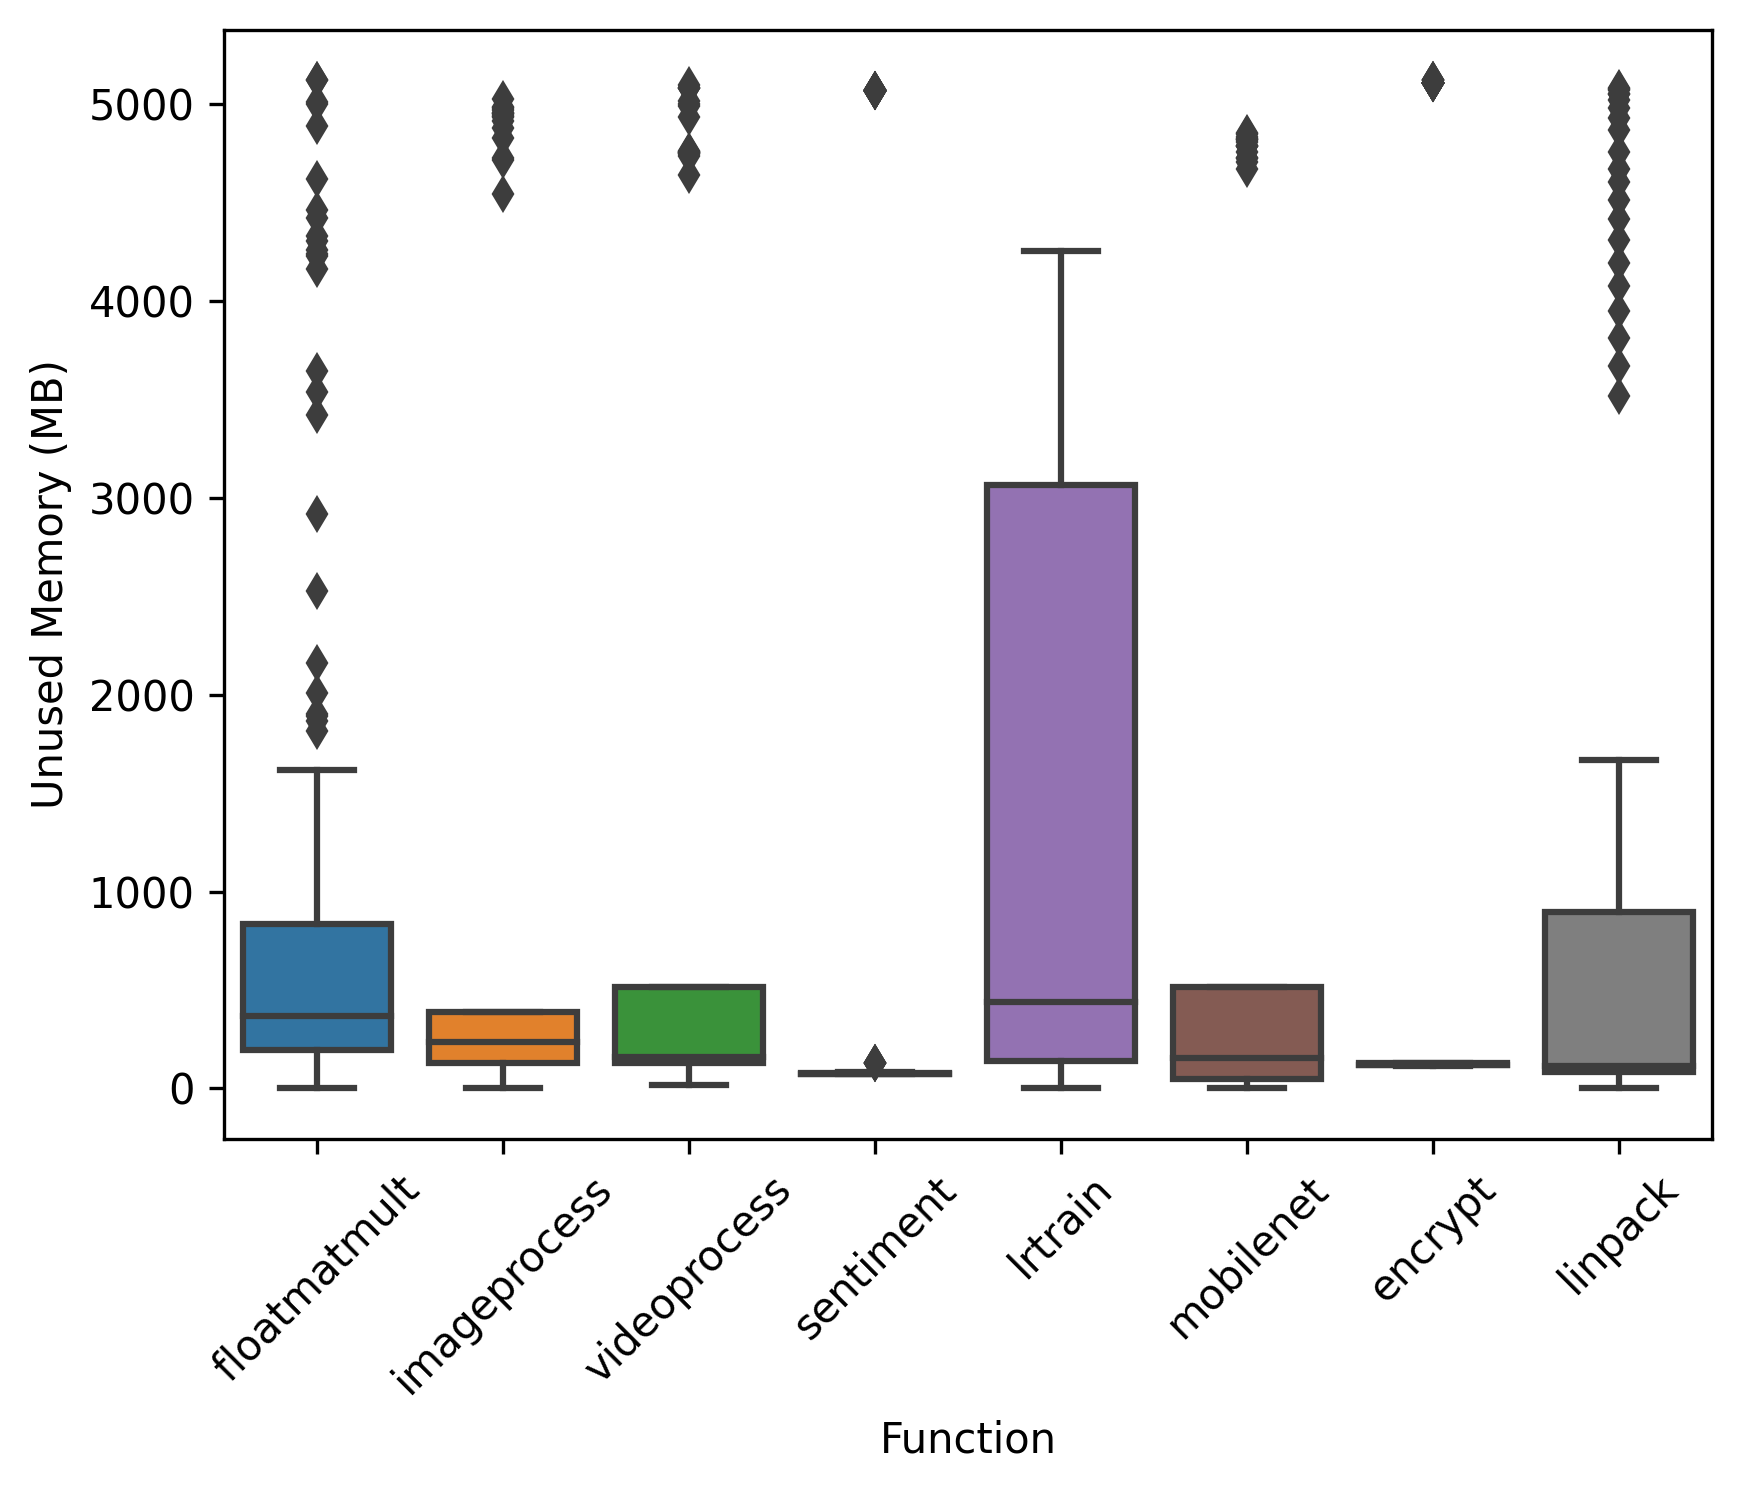 Unused Memory (MB)
5000
4000
3000
2000
1000
0
floatmatmult
imageprocess
videoprocess
sentiment
lrtrain
mobilenet
encrypt
linpack
Function